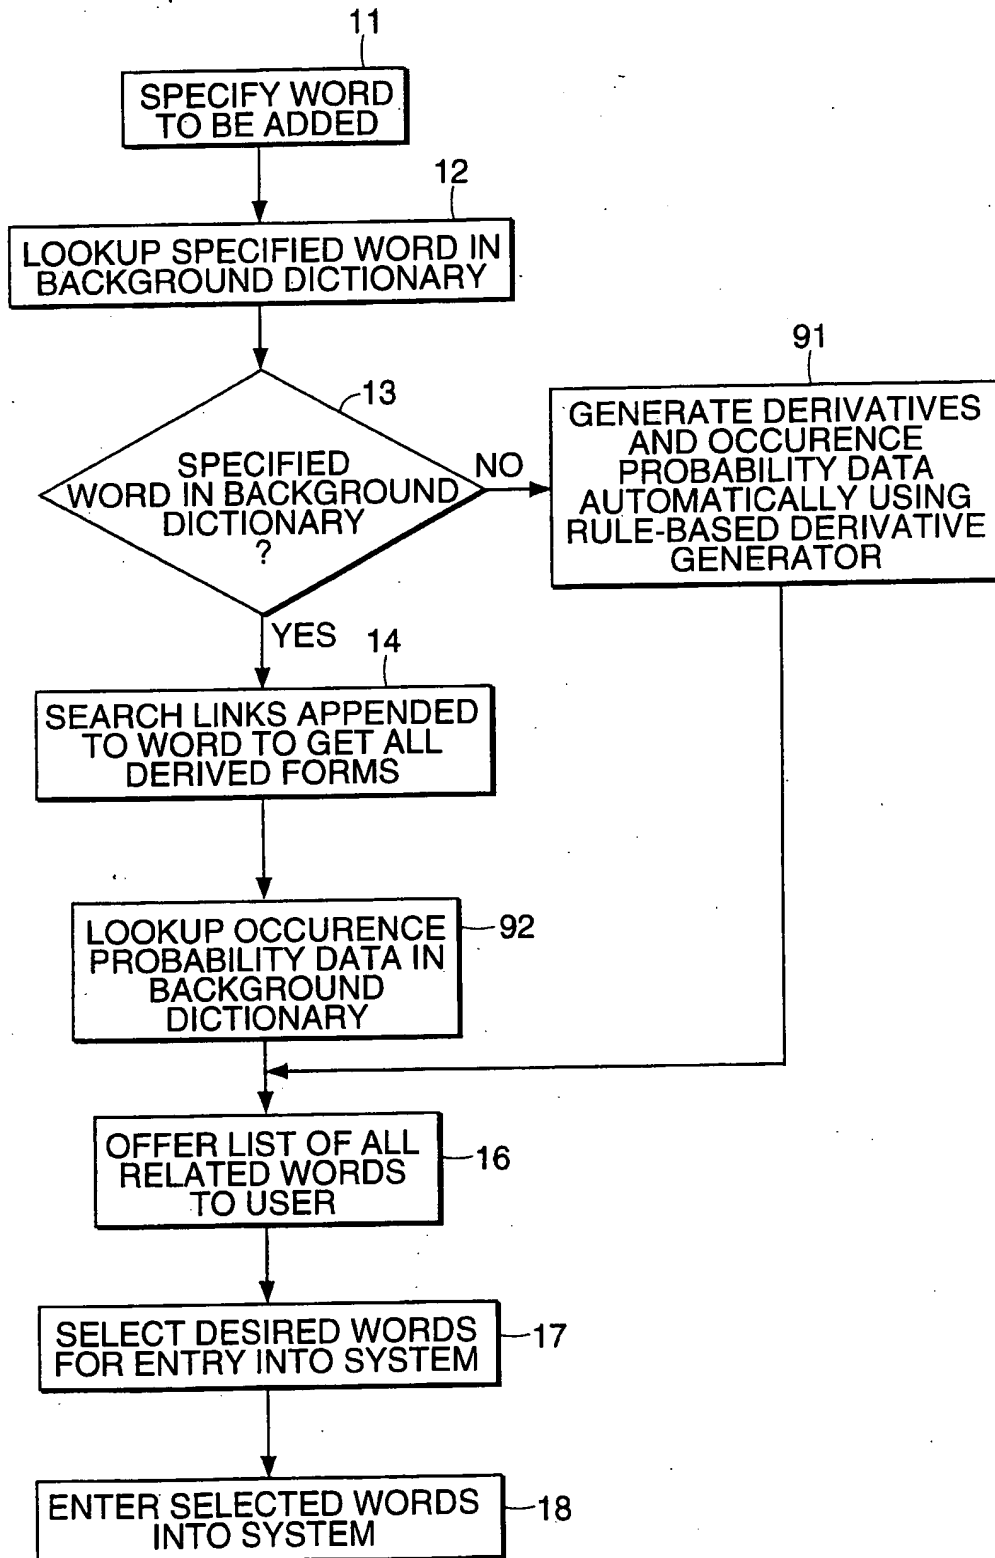 11
SPECIFY WORD
TO BE ADDED
12
LOOKUP SPECIFIED WORD IN
BACKGROUND DICTIONARY
13
SPECIFIED
WORD IN BACKGROUND
DICTIONARY
?
NO
91
GENERATE DERIVATIVES
AND OCCURENCE
PROBABILITY DATA
AUTOMATICALLY USING
RULE-BASED DERIVATIVE
GENERATOR
YES
14
SEARCH LINKS APPENDED
TO WORD TO GET ALL
DERIVED FORMS
LOOKUP OCCURENCE
PROBABILITY DATA IN
BACKGROUND
DICTIONARY
92
OFFER LIST OF ALL
RELATED WORDS
TO USER
16
SELECT DESIRED WORDS
FOR ENTRY INTO SYSTEM
17
ENTER SELECTED WORDS
INTO SYSTEM
18